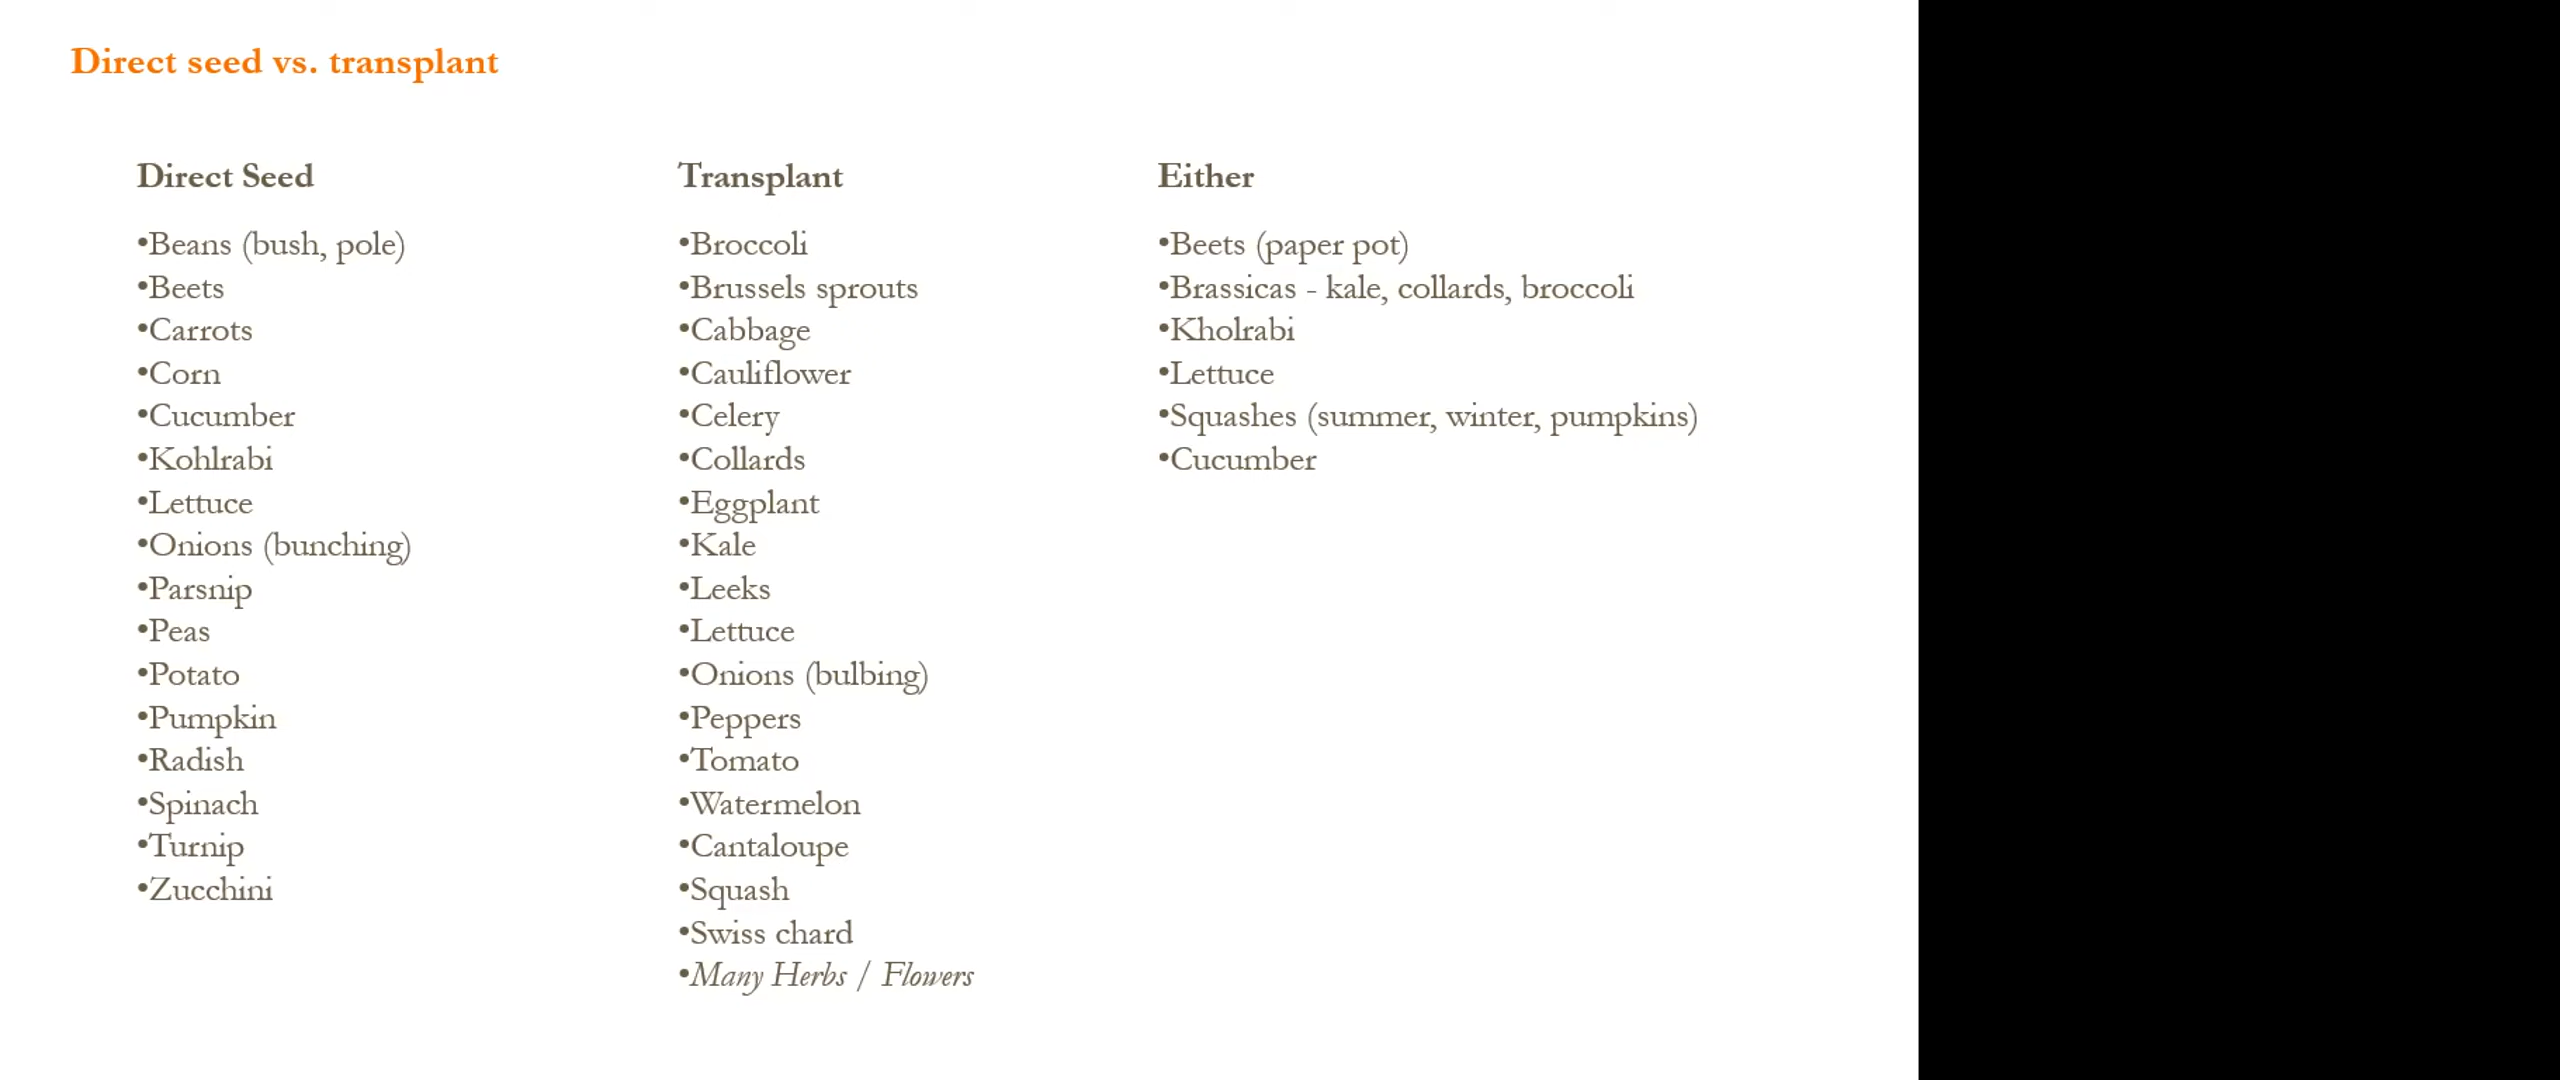 Direct seed vs. transplant
Direct Seed
•Beans (bush, pole)
•Beets
•Carrots
•Corn
•Cucumber
•Kohlrabi
•Lettuce
•Onions (bunching)
•Parsnip
•Peas
•Potato
•Pumpkin
•Radish
•Spinach
•Turnip
•Zucchini
Transplant
•Broccoli
•Brussels sprouts
•Cabbage
•Cauliflower
•Celery
•Collards
•Eggplant
•Kale
•Leeks
•Lettuce
•Onions (bulbing)
•Peppers
•Tomato
•Watermelon
•Cantaloupe
•Squash
•Swiss chard
•Many Herbs / Flowers
Either
•Beets (paper pot)
•Brassicas - kale, collards, broccoli
•Kholrabi
•Lettuce
•Squashes (summer, winter, pumpkins)
•Cucumber